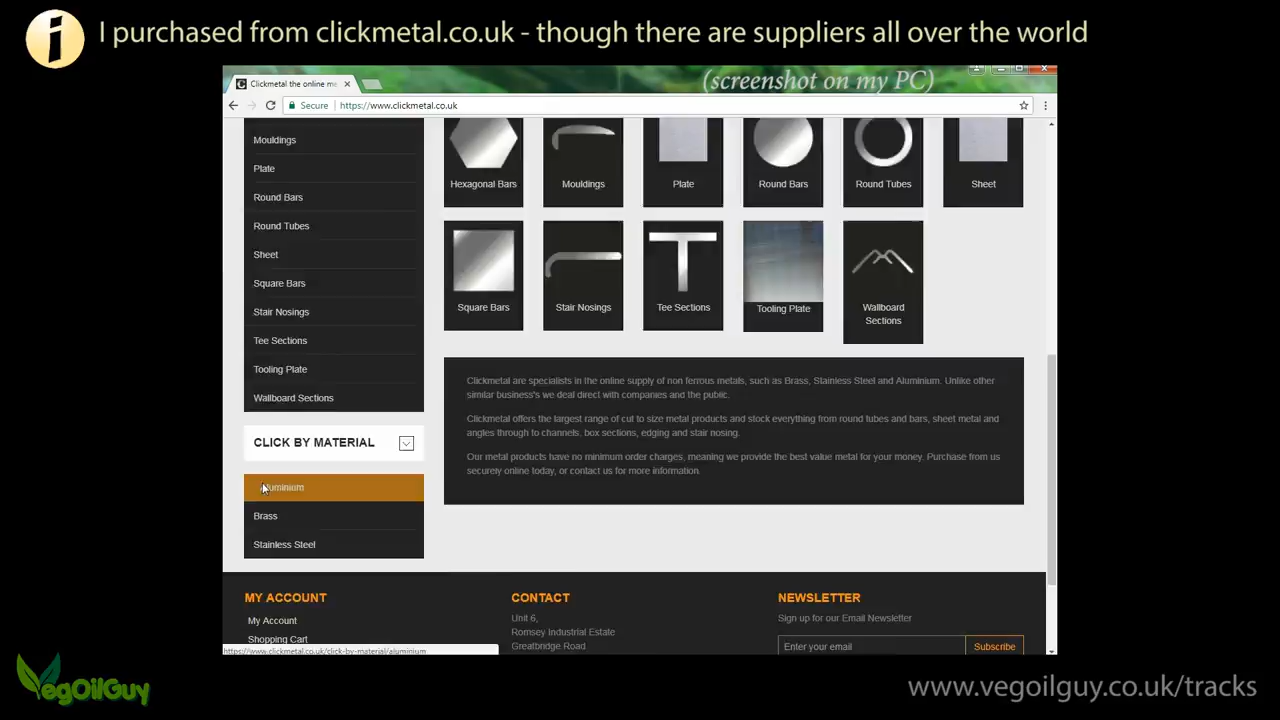 I purchased from clickmetal.co.uk - though there are suppliers all over the world
(screenshot on my PC)
Clickmetal the online me
Secure
https://www.clickmetal.co.uk
Mouldings
Plate
Round Bars
Round Tubes
Sheet
Square Bars
Stair Nosings
Tee Sections
Tooling Plate
Wallboard Sections
CLICK BY MATERIAL
Aluminium
Brass
Stainless Steel
Hexagonal Bars
Mouldings
Plate
Round Bars
Round Tubes
Sheet
Square Bars
Stair Nosings
Tee Sections
Tooling Plate
Wallboard
Sections
Clickmetal are specialists in the online supply of non ferrous metals, such as Brass, Stainless Steel and Aluminium. Unlike other
similar business's we deal direct with companies and the public.
Clickmetal offers the largest range of cut to size metal products and stock everything from round tubes and bars, sheet metal and
angles through to channels, box sections, edging and stair nosing.
Our metal products have no minimum order charges, meaning we provide the best value metal for your money. Purchase from us
securely online today, or contact us for more information.
MY ACCOUNT
My Account
Shopping Cart
CONTACT
Unit 6,
Romsey Industrial Estate
Greatbridge Road
NEWSLETTER
Sign up for our Email Newsletter
Enter your email
Subscribe
https://www.clickmetal.co.uk/click-by-material/aluminium
VegOilGuy
www.vegoilguy.co.uk/tracks